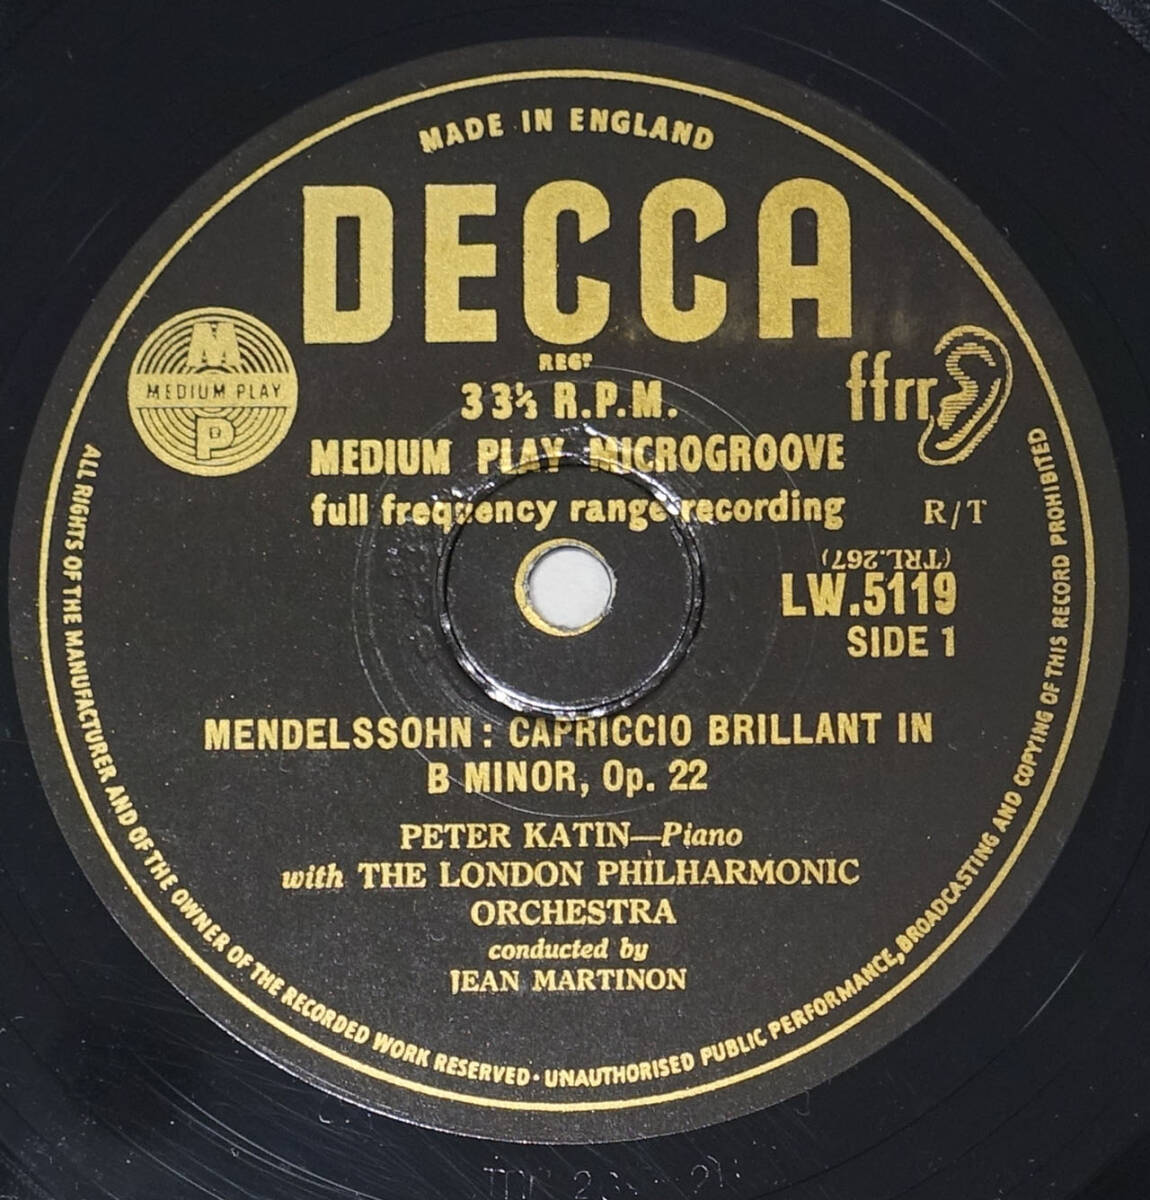 MADE IN ENGLAND
DECCA
REGᴰ
M
MEDIUM PLAY
P
ffrr
33⅓ R.P.M.
MEDIUM PLAY MICROGROOVE
full frequency range recording
R/T
(TRL.267)
LW.5119
SIDE 1
MENDELSSOHN: CAPRICCIO BRILLANT IN
B MINOR, Op. 22
PETER KATIN—Piano
with THE LONDON PHILHARMONIC
ORCHESTRA
conducted by
JEAN MARTINON
ALL RIGHTS OF THE MANUFACTURER AND OF THE OWNER OF THE RECORDED WORK RESERVED · UNAUTHORISED PUBLIC PERFORMANCE, BROADCASTING AND COPYING OF THIS RECORD PROHIBITED